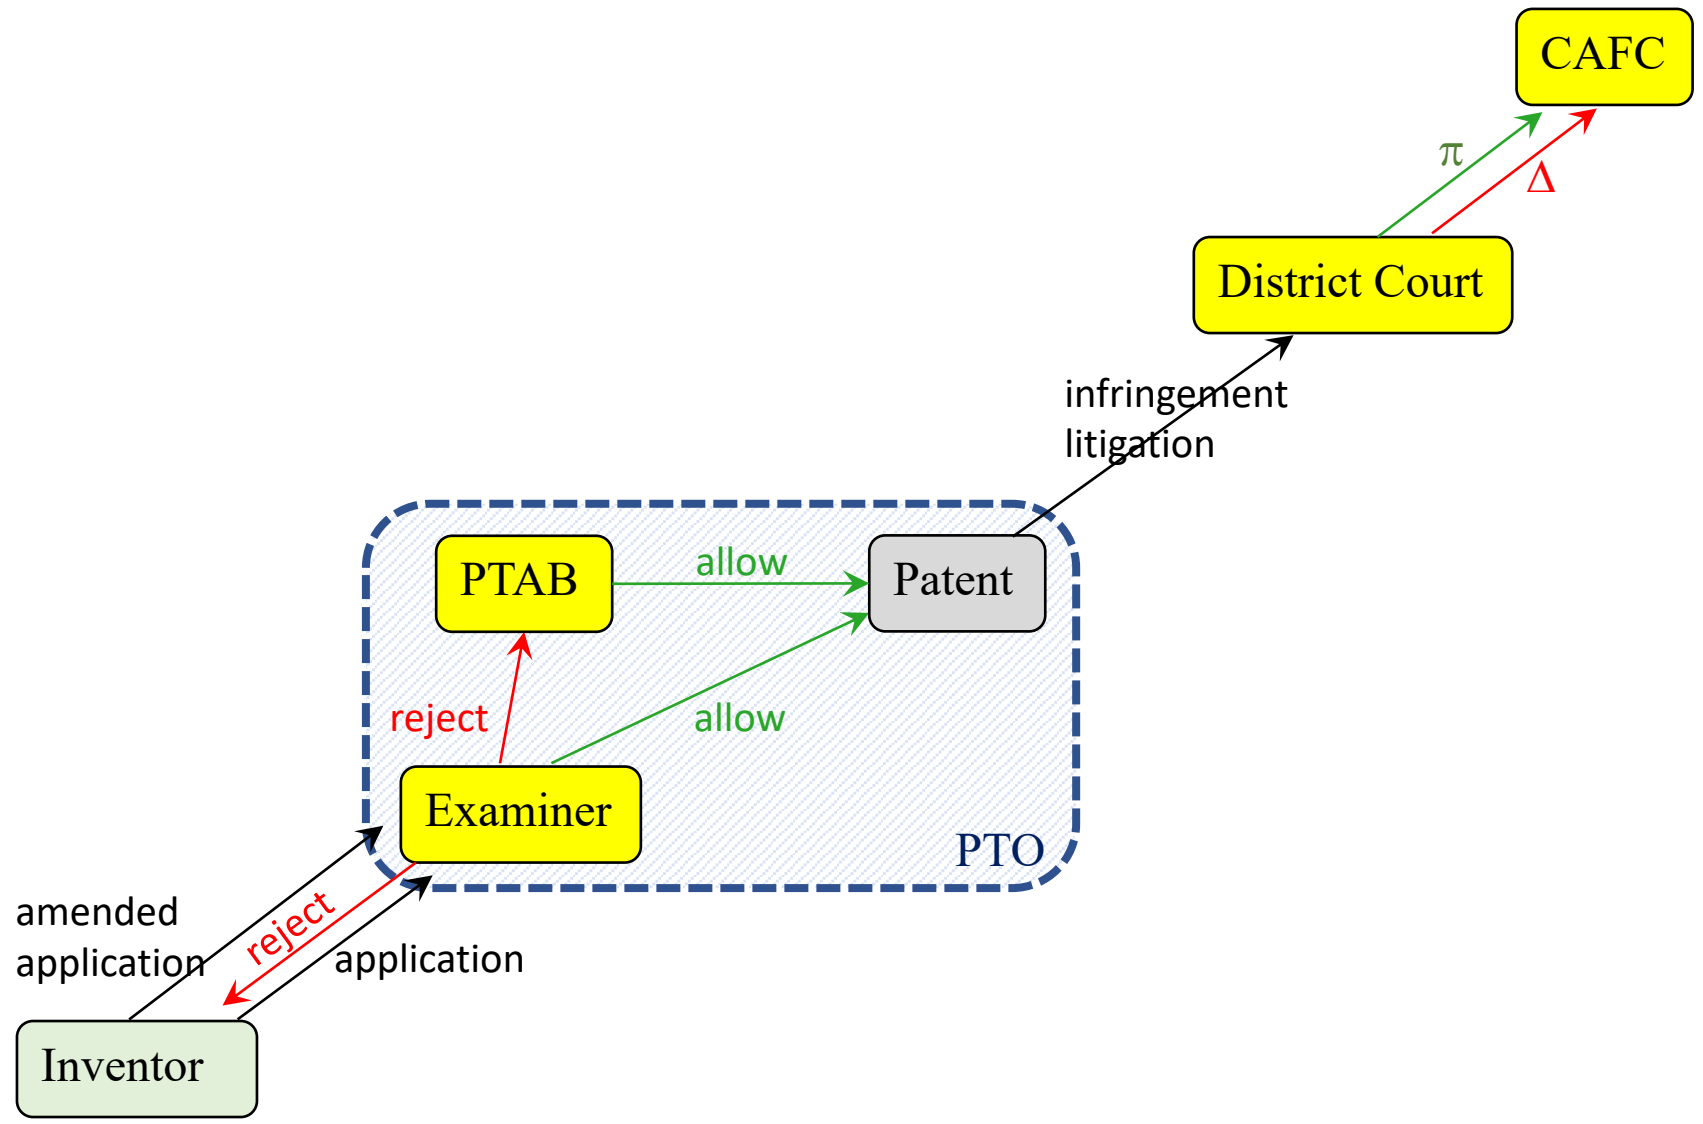 CAFC
π
Δ
District Court
infringement
litigation
PTAB
allow
Patent
reject
allow
Examiner
PTO
amended
application
reject
application
Inventor